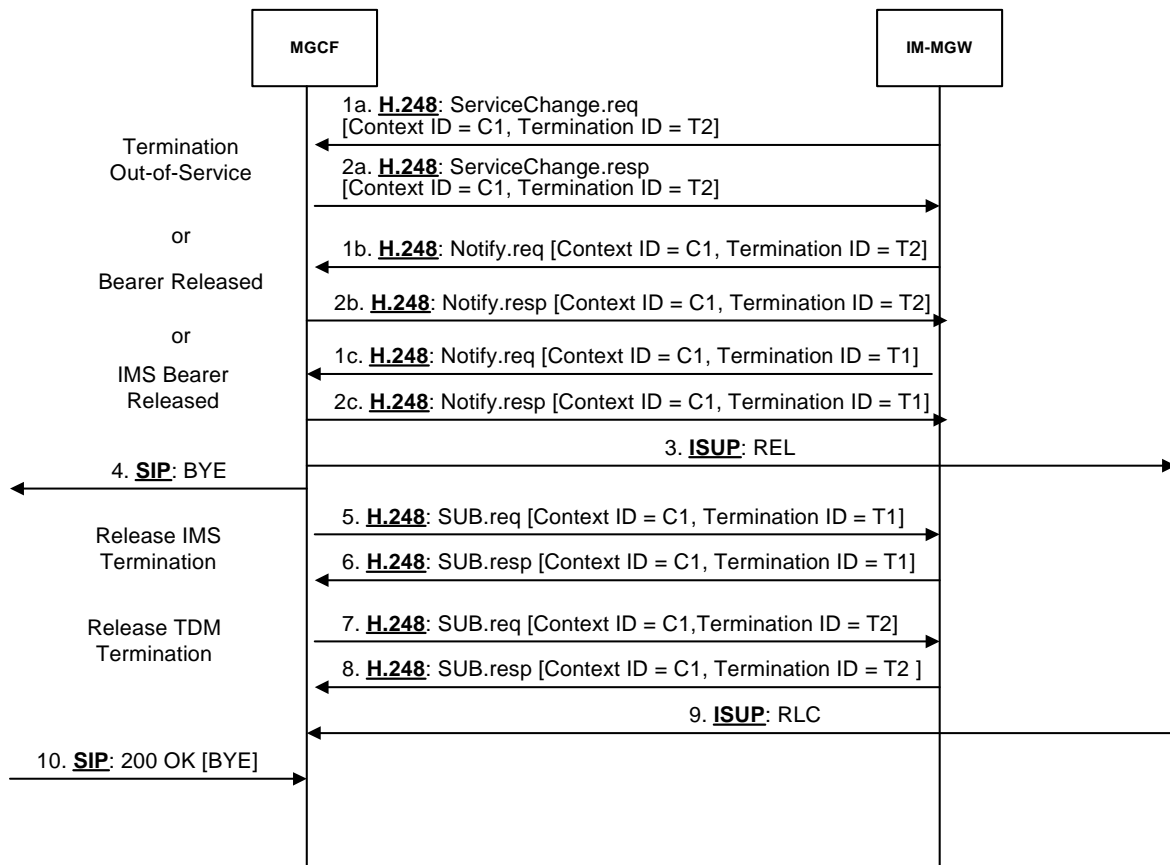 MGCF
IM-MGW
1a. H.248: ServiceChange.req
[Context ID = C1, Termination ID = T2]
Termination
Out-of-Service
2a. H.248: ServiceChange.resp
[Context ID = C1, Termination ID = T2]
or
1b. H.248: Notify.req [Context ID = C1, Termination ID = T2]
Bearer Released
2b. H.248: Notify.resp [Context ID = C1, Termination ID = T2]
or
1c. H.248: Notify.req [Context ID = C1, Termination ID = T1]
IMS Bearer
Released
2c. H.248: Notify.resp [Context ID = C1, Termination ID = T1]
3. ISUP: REL
4. SIP: BYE
5. H.248: SUB.req [Context ID = C1, Termination ID = T1]
Release IMS
Termination
6. H.248: SUB.resp [Context ID = C1, Termination ID = T1]
Release TDM
Termination
7. H.248: SUB.req [Context ID = C1,Termination ID = T2]
8. H.248: SUB.resp [Context ID = C1, Termination ID = T2 ]
9. ISUP: RLC
10. SIP: 200 OK [BYE]